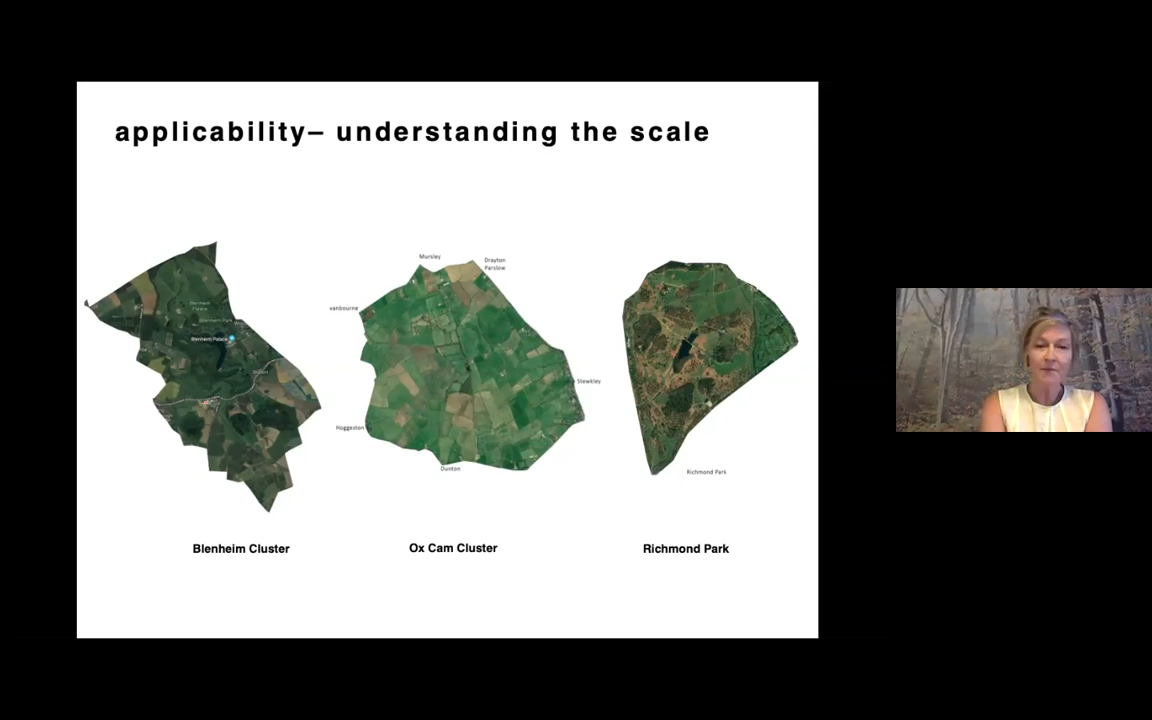 applicability– understanding the scale
Mursley
Drayton
Parslow
vanbourne
Blenheim Palace
Stewkley
Hoggeston
Dunton
Richmond Park
Blenheim Cluster
Ox Cam Cluster
Richmond Park